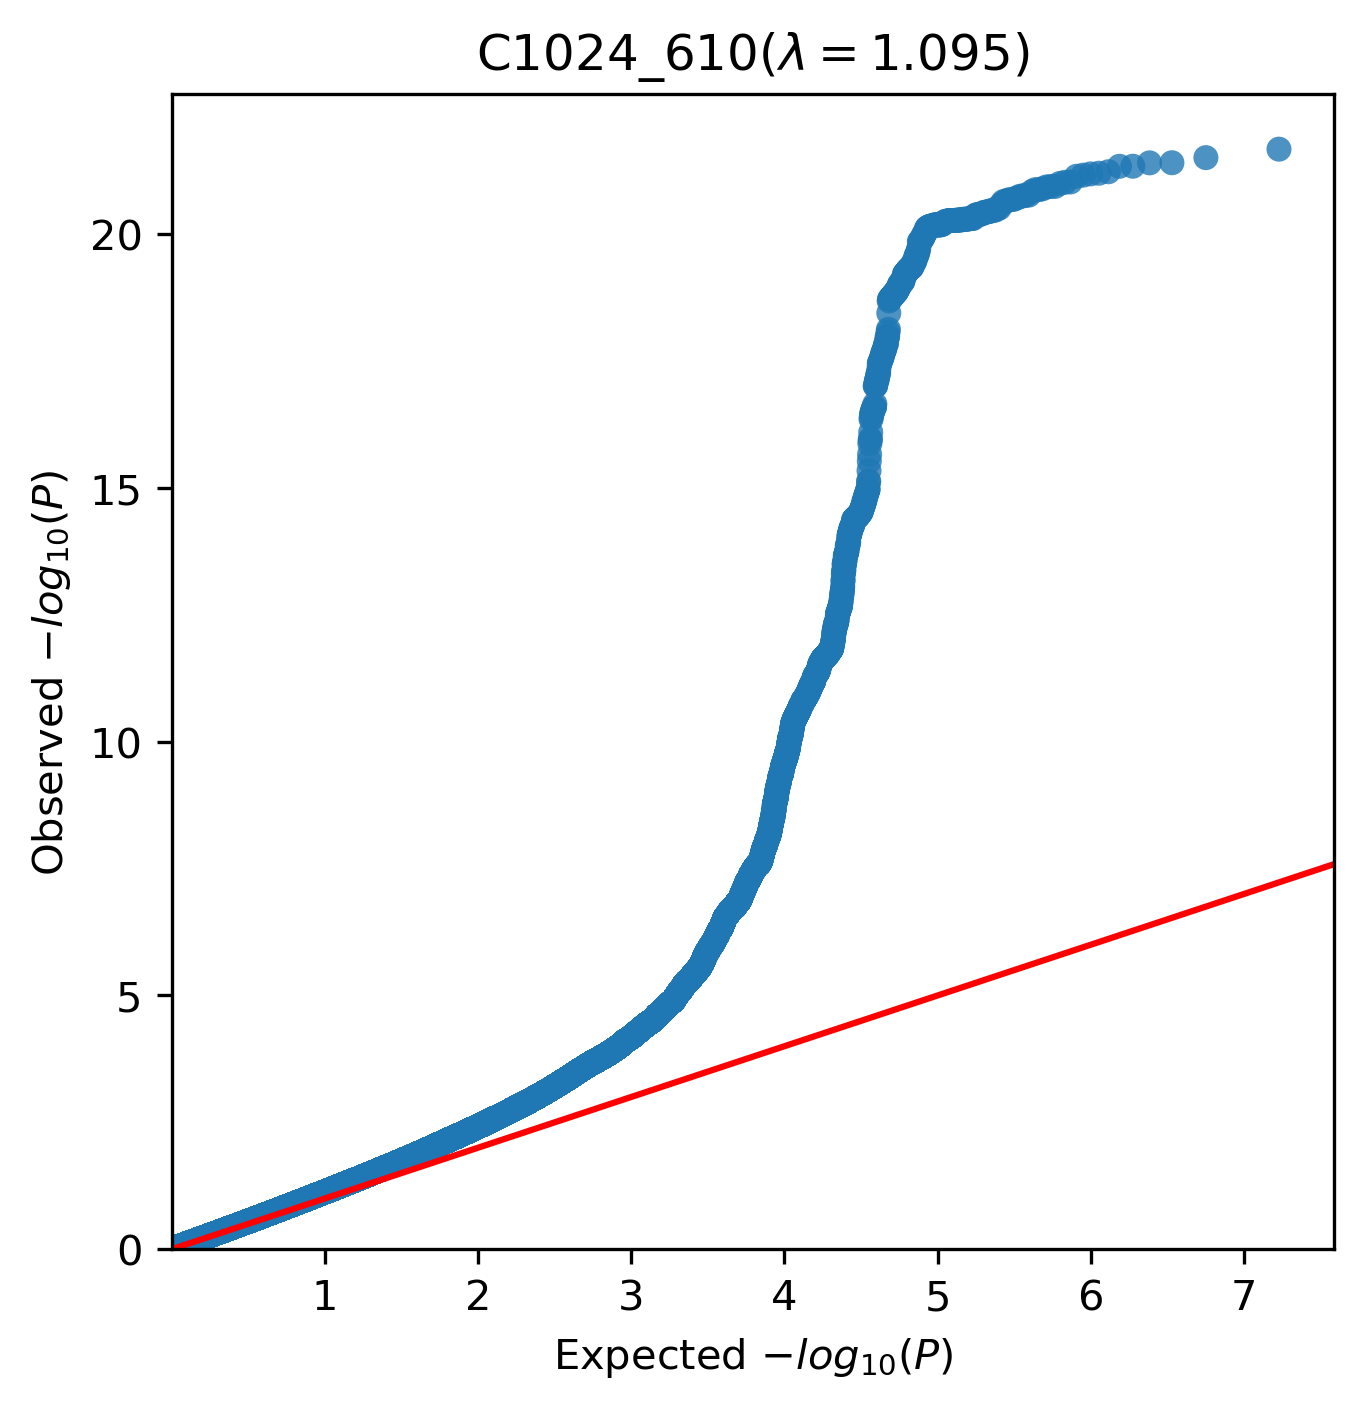 C1024_610(λ = 1.095)
20
15
10
5
0
Observed −log₁₀(P)
1 2 3 4 5 6 7
Expected −log₁₀(P)